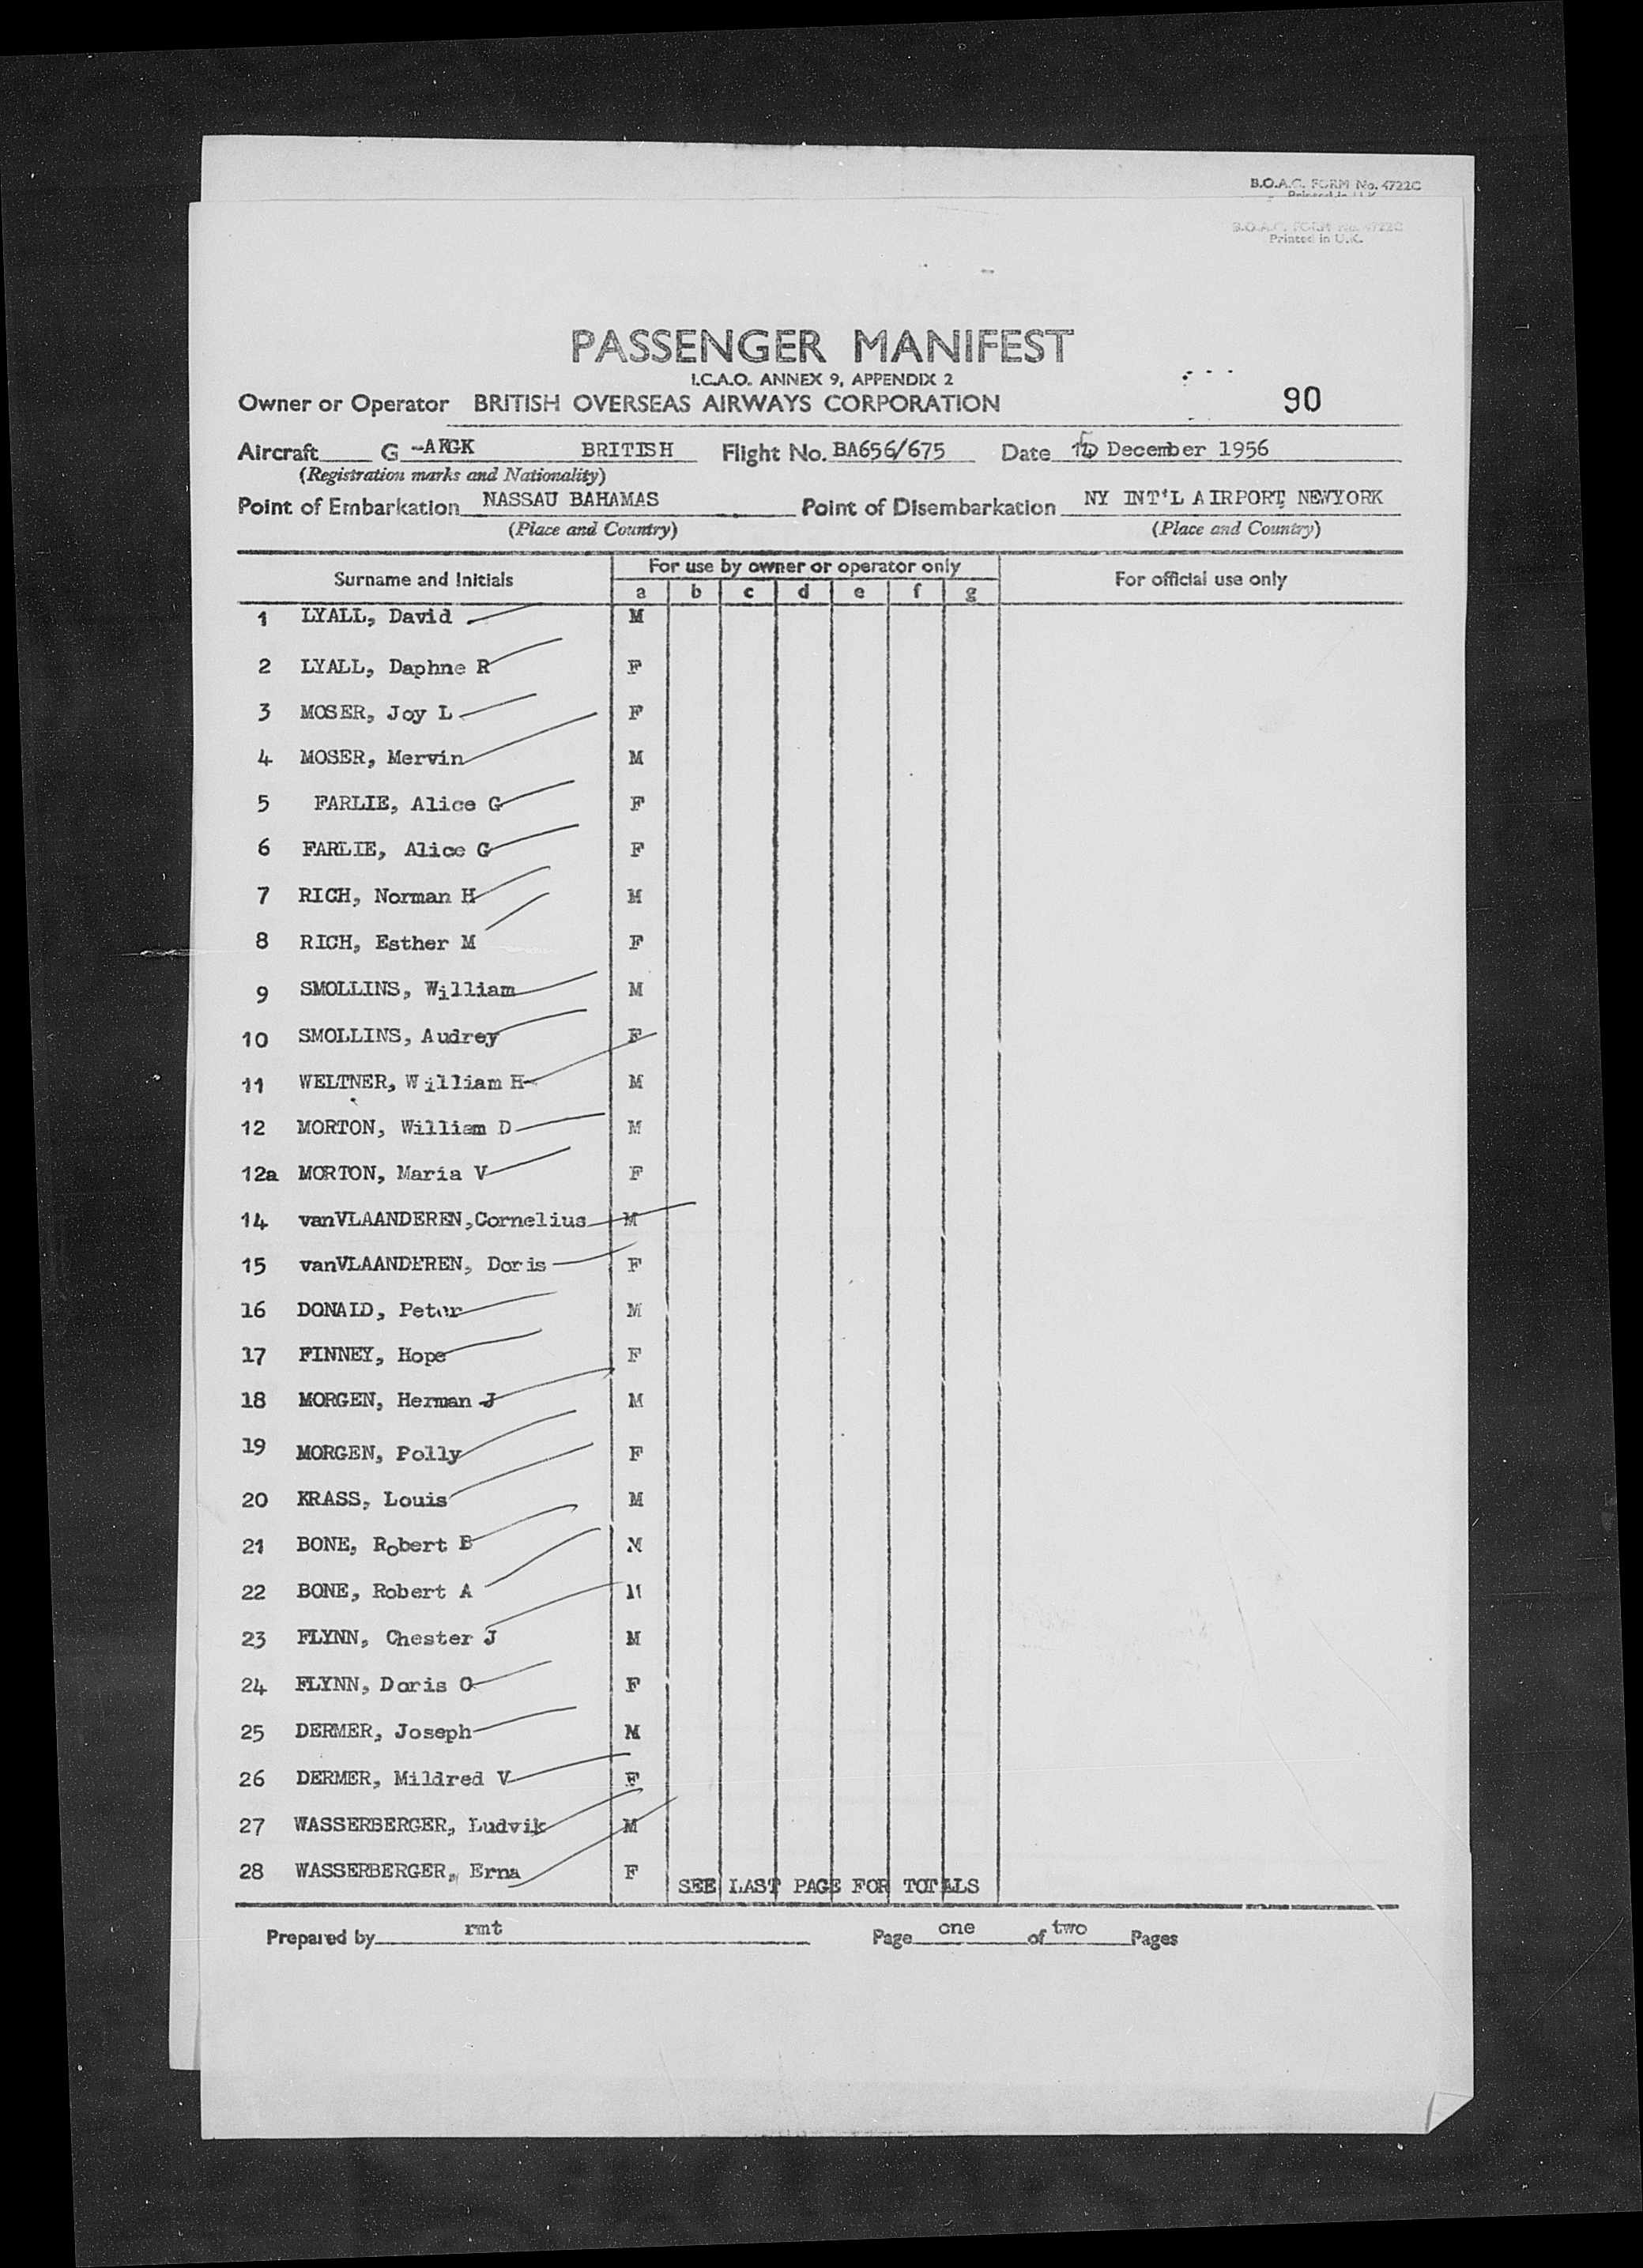 B.O.A.C. FORM No. 4722C
B.O.A.C. FORM No. 4722C
Printed in U.K.
PASSENGER MANIFEST
I.C.A.O. ANNEX 9, APPENDIX 2
Owner or Operator BRITISH OVERSEAS AIRWAYS CORPORATION 90
Aircraft G -AKGK BRITISH Flight No. BA656/675 Date 15 December 1956
(Registration marks and Nationality)
Point of Embarkation NASSAU BAHAMAS Point of Disembarkation NY INT'L AIRPORT, NEWYORK
(Place and Country) (Place and Country)
Surname and Initials For use by owner or operator only For official use only
a b c d e f g
1 LYALL, David M
2 LYALL, Daphne R F
3 MOSER, Joy L F
4 MOSER, Mervin M
5 FARLIE, Alice G F
6 FARLIE, Alice G F
7 RICH, Norman H M
8 RICH, Esther M F
9 SMOLLINS, William M
10 SMOLLINS, Audrey F
11 WELTNER, William H M
12 MORTON, William D M
12a MORTON, Maria V F
14 vanVLAANDEREN,Cornelius M
15 vanVLAANDEREN, Doris F
16 DONALD, Peter M
17 FINNEY, Hope F
18 MORGEN, Herman J M
19 MORGEN, Polly F
20 KRASS, Louis M
21 BONE, Robert B M
22 BONE, Robert A M
23 FLYNN, Chester J M
24 FLYNN, Doris O F
25 DERMER, Joseph M
26 DERMER, Mildred V F
27 WASSERBERGER, Ludvik M
28 WASSERBERGER, Erna F
SEE LAST PAGE FOR TOTALS
Prepared by rmt Page one of two Pages